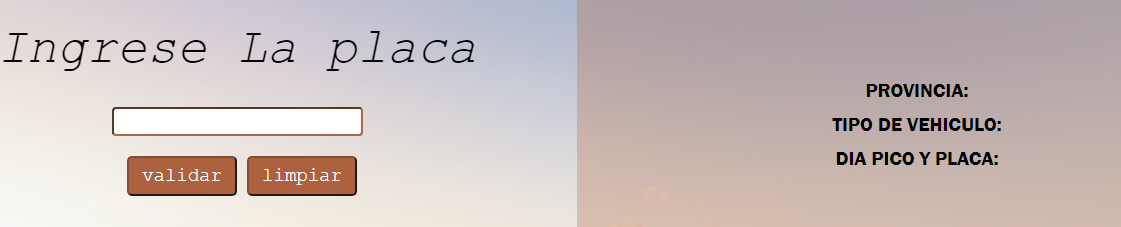 Ingrese La placa
validar limpiar
PROVINCIA:
TIPO DE VEHICULO:
DIA PICO Y PLACA: